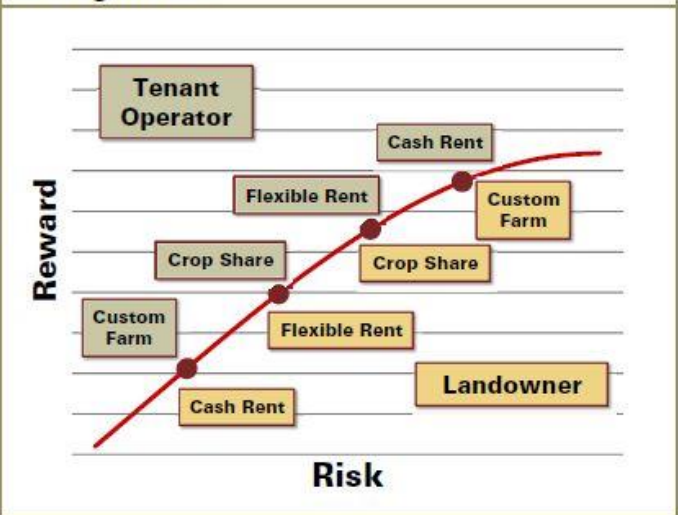 Tenant
Operator
Cash Rent
Flexible Rent
Custom
Farm
Crop Share
Crop Share
Custom
Farm
Flexible Rent
Cash Rent
Landowner
Reward
Risk